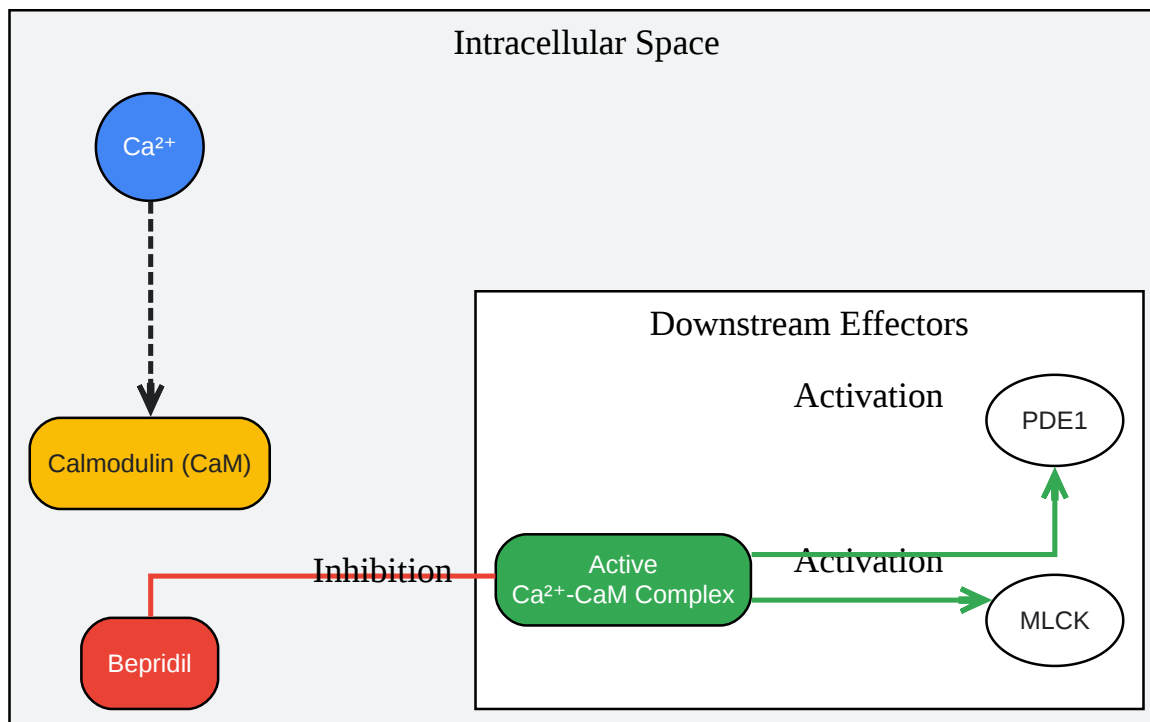 Intracellular Space
Ca²⁺
Downstream Effectors
Activation
PDE1
Calmodulin (CaM)
Inhibition
Active
Ca²⁺-CaM Complex
Activation
MLCK
Bepridil